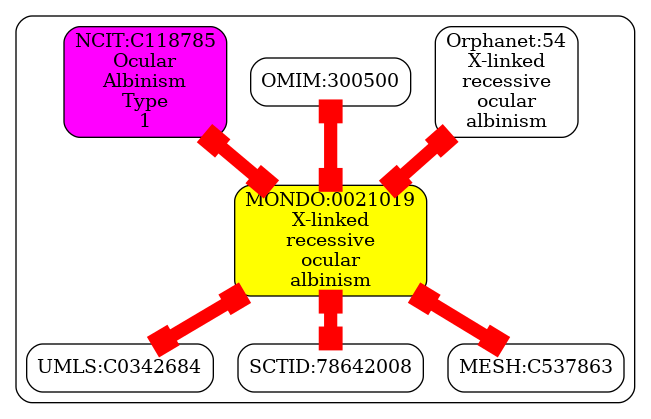 NCIT:C118785
Ocular
Albinism
Type
1
OMIM:300500
Orphanet:54
X-linked
recessive
ocular
albinism
MONDO:0021019
X-linked
recessive
ocular
albinism
UMLS:C0342684
SCTID:78642008
MESH:C537863